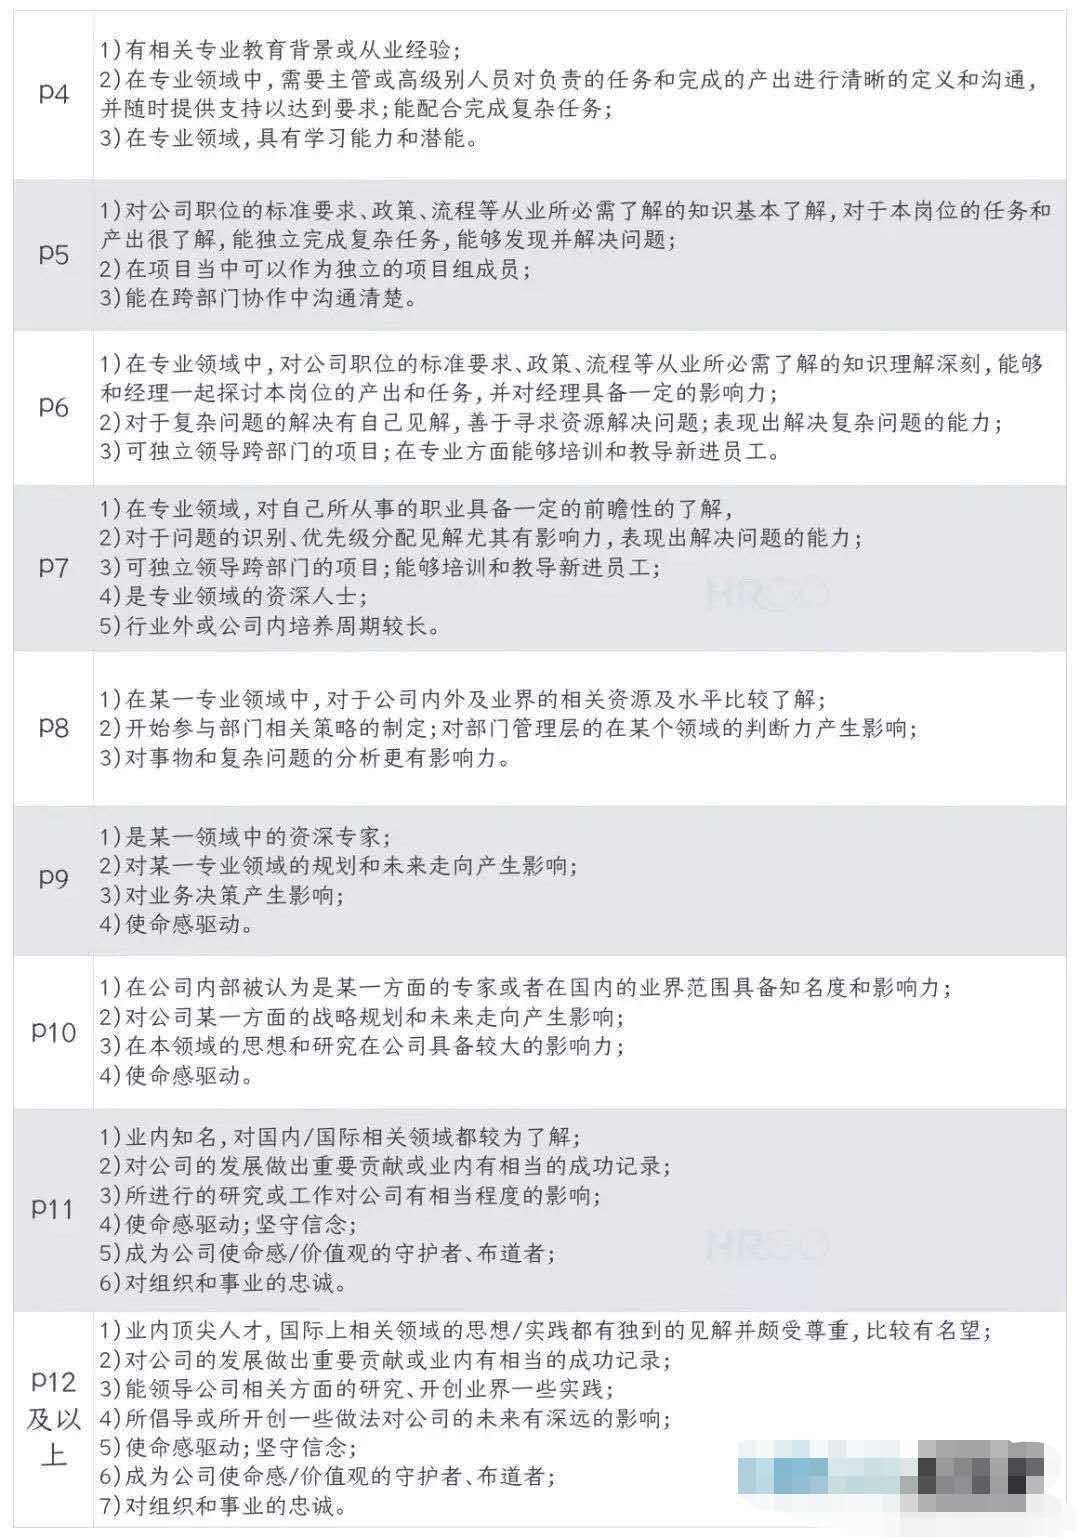 p4
1)有相关专业教育背景或从业经验;
2)在专业领域中,需要主管或高级别人员对负责的任务和完成的产出进行清晰的定义和沟通,
并随时提供支持以达到要求;能配合完成复杂任务;
3)在专业领域,具有学习能力和潜能。
p5
1)对公司职位的标准要求、政策、流程等从业所必需了解的知识基本了解,对于本岗位的任务和
产出很了解,能独立完成复杂任务,能够发现并解决问题;
2)在项目当中可以作为独立的项目组成员;
3)能在跨部门协作中沟通清楚。
p6
1)在专业领域中,对公司职位的标准要求、政策、流程等从业所必需了解的知识理解深刻,能够
和经理一起探讨本岗位的产出和任务,并对经理具备一定的影响力;
2)对于复杂问题的解决有自己见解,善于寻求资源解决问题;表现出解决复杂问题的能力;
3)可独立领导跨部门的项目;在专业方面能够培训和教导新进员工。
p7
1)在专业领域,对自己所从事的职业具备一定的前瞻性的了解,
2)对于问题的识别、优先级分配见解尤其有影响力,表现出解决问题的能力;
3)可独立领导跨部门的项目;能够培训和教导新进员工;
4)是专业领域的资深人士;
5)行业外或公司内培养周期较长。
HRGO
p8
1)在某一专业领域中,对于公司内外及业界的相关资源及水平比较了解;
2)开始参与部门相关策略的制定;对部门管理层的在某个领域的判断力产生影响;
3)对事物和复杂问题的分析更有影响力。
p9
1)是某一领域中的资深专家;
2)对某一专业领域的规划和未来走向产生影响;
3)对业务决策产生影响;
4)使命感驱动。
p10
1)在公司内部被认为是某一方面的专家或者在国内的业界范围具备知名度和影响力;
2)对公司某一方面的战略规划和未来走向产生影响;
3)在本领域的思想和研究在公司具备较大的影响力;
4)使命感驱动。
p11
1)业内知名,对国内/国际相关领域都较为了解;
2)对公司的发展做出重要贡献或业内有相当的成功记录;
3)所进行的研究或工作对公司有相当程度的影响;
4)使命感驱动;坚守信念;
5)成为公司使命感/价值观的守护者、布道者;
6)对组织和事业的忠诚。
HRGO
p12
及以
上
1)业内顶尖人才,国际上相关领域的思想/实践都有独到的见解并颇受尊重,比较有名望;
2)对公司的发展做出重要贡献或业内有相当的成功记录;
3)能领导公司相关方面的研究、开创业界一些实践;
4)所倡导或所开创一些做法对公司的未来有深远的影响;
5)使命感驱动;坚守信念;
6)成为公司使命感/价值观的守护者、布道者;
7)对组织和事业的忠诚。